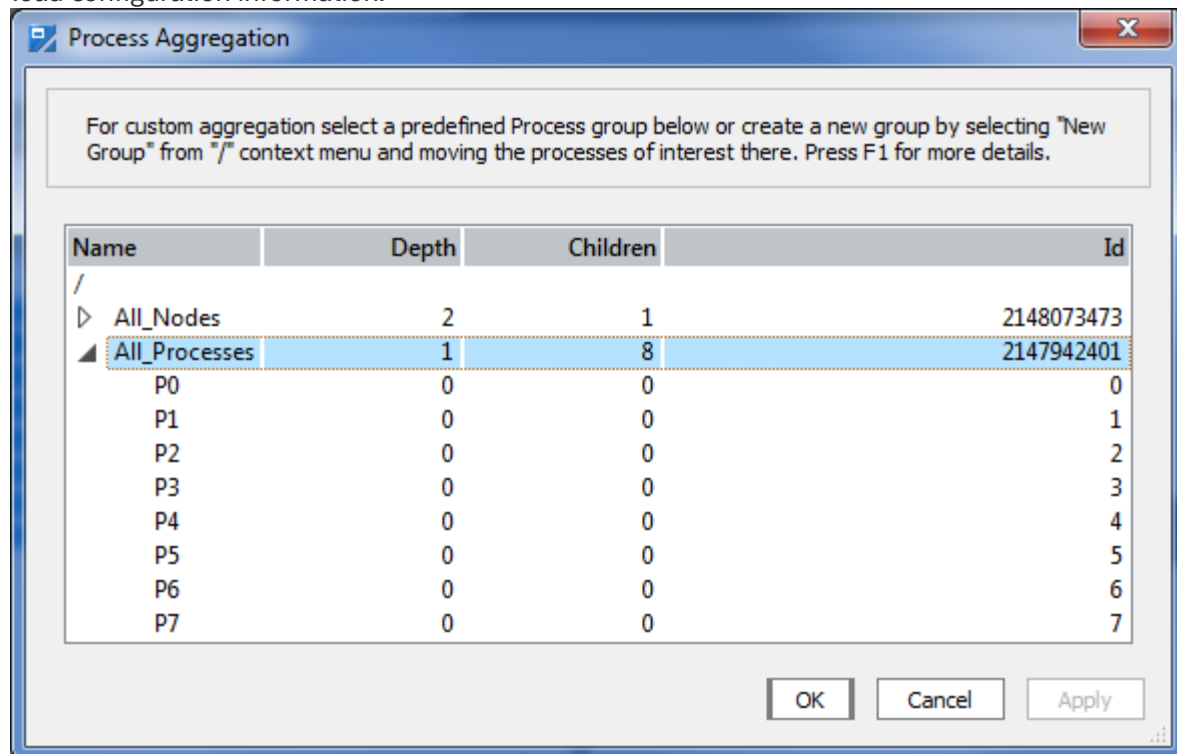 load configuration information.
Process Aggregation
For custom aggregation select a predefined Process group below or create a new group by selecting "New
Group" from "/" context menu and moving the processes of interest there. Press F1 for more details.
Name Depth Children Id
/
All_Nodes 2 1 2148073473
All_Processes 1 8 2147942401
P0 0 0 0
P1 0 0 1
P2 0 0 2
P3 0 0 3
P4 0 0 4
P5 0 0 5
P6 0 0 6
P7 0 0 7
OK Cancel Apply